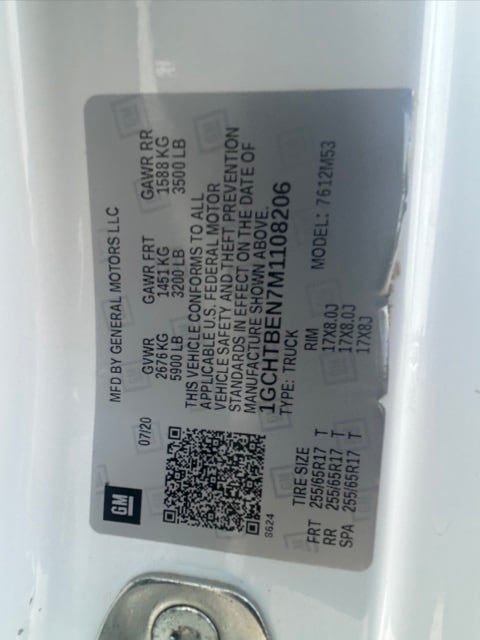 GM
MFD BY GENERAL MOTORS LLC
07/20
GVWR GAWR FRT GAWR RR
2676 KG 1451 KG 1588 KG
5900 LB 3200 LB 3500 LB
THIS VEHICLE CONFORMS TO ALL
APPLICABLE U.S. FEDERAL MOTOR
VEHICLE SAFETY AND THEFT PREVENTION
STANDARDS IN EFFECT ON THE DATE OF
MANUFACTURE SHOWN ABOVE.
1GCHTBEN7M1108206
8624
TYPE: TRUCK MODEL: 7612M53
TIRE SIZE RIM
FRT 255/65R17 T 17X8.0J
RR 255/65R17 T 17X8.0J
SPA 255/65R17 T 17X8J